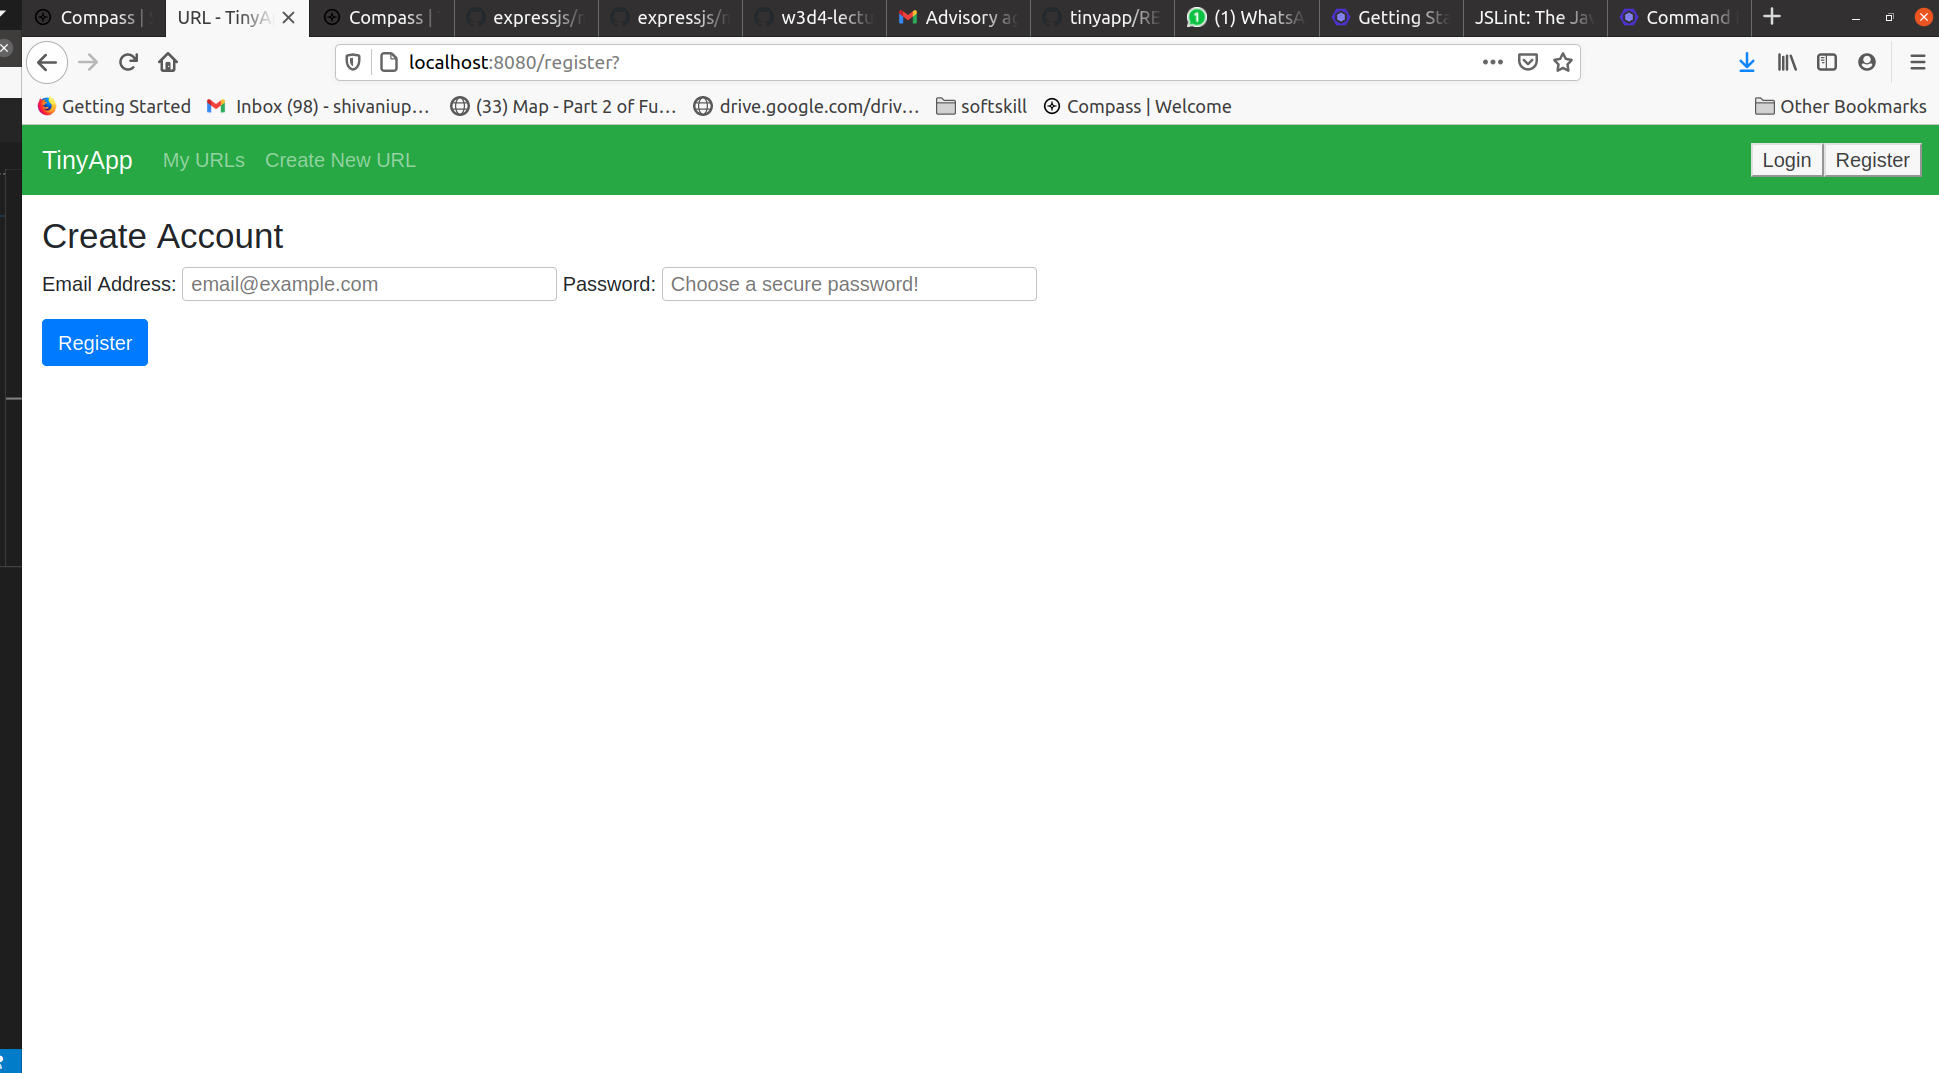 Compass | URL - TinyA Compass | expressjs/ expressjs/ w3d4-lectu Advisory ag tinyapp/RE (1) WhatsA Getting Sta JSLint: The Jav Command
localhost:8080/register?
Getting Started Inbox (98) - shivaniup... (33) Map - Part 2 of Fu... drive.google.com/driv... softskill Compass | Welcome Other Bookmarks
TinyApp My URLs Create New URL Login Register
Create Account
Email Address: email@example.com Password: Choose a secure password!
Register